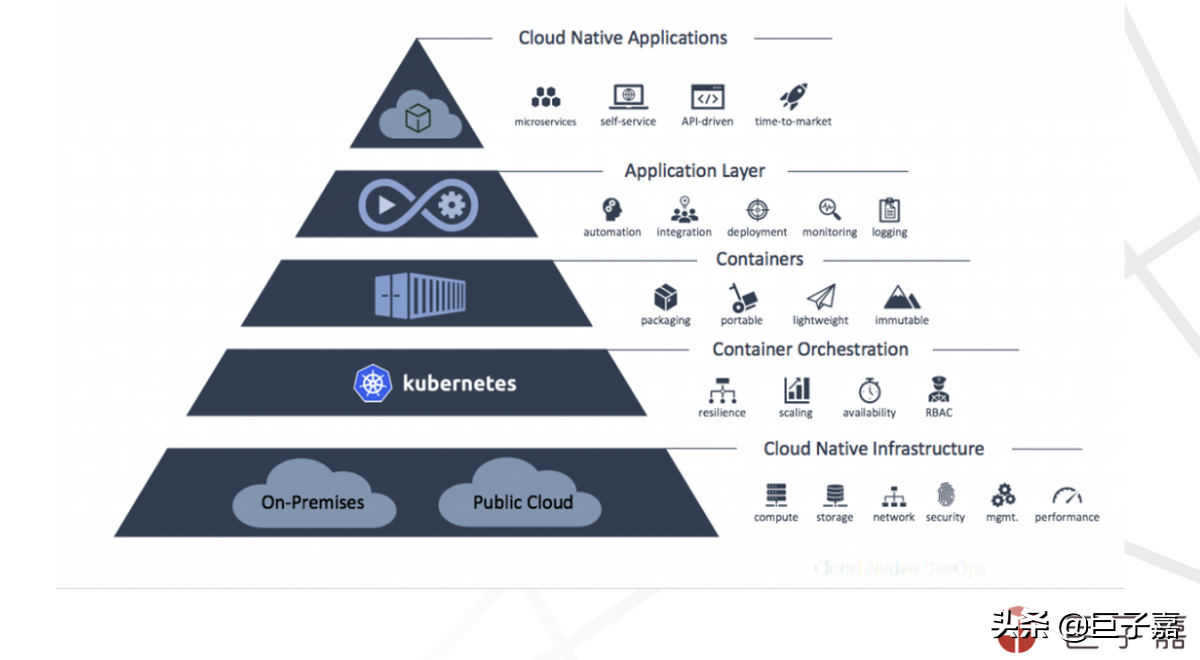 Cloud Native Applications
microservices self-service API-driven time-to-market
Application Layer
automation integration deployment monitoring logging
Containers
packaging portable lightweight immutable
Container Orchestration
kubernetes
resilience scaling availability RBAC
Cloud Native Infrastructure
On-Premises Public Cloud
compute storage network security mgmt. performance
Cloud Native DevOps
头条 @巨子嘉